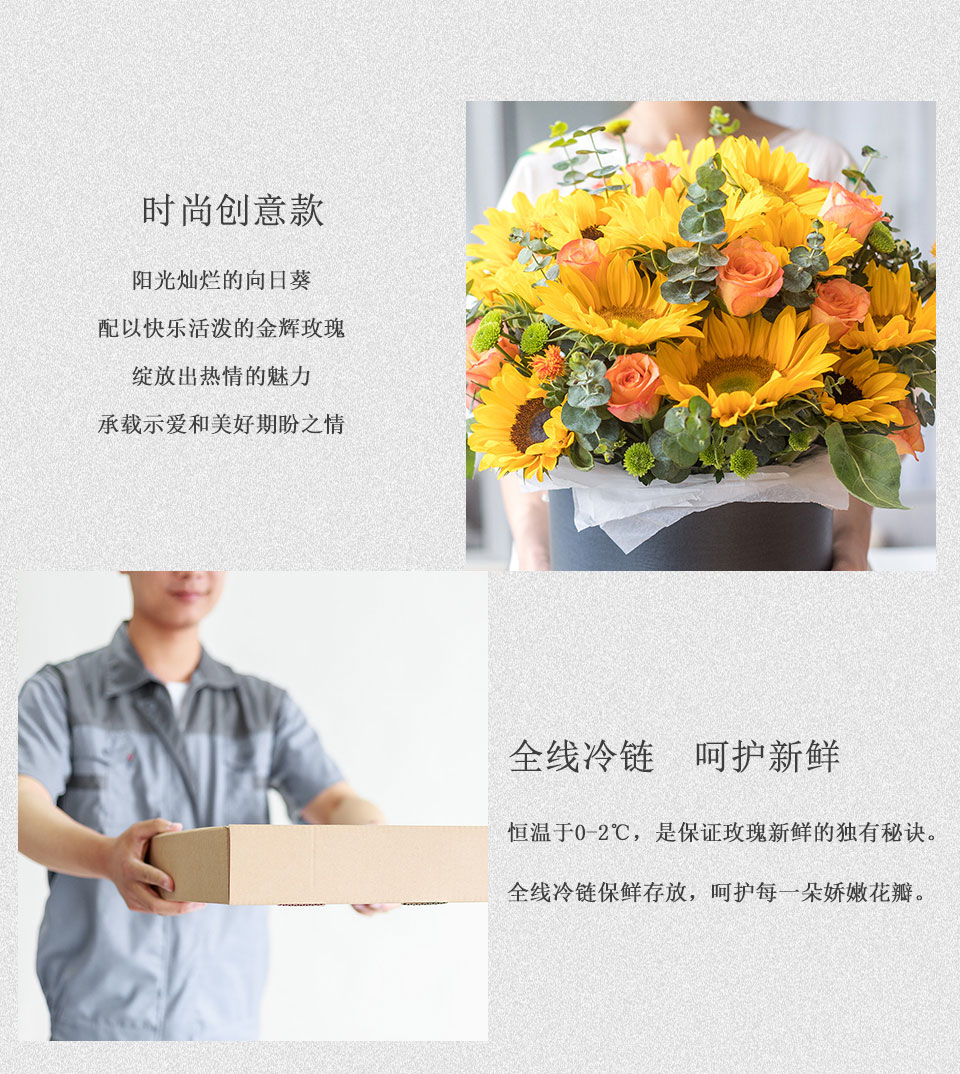 时尚创意款
阳光灿烂的向日葵
配以快乐活泼的金辉玫瑰
绽放出热情的魅力
承载示爱和美好期盼之情
全线冷链 呵护新鲜
恒温于0-2℃，是保证玫瑰新鲜的独有秘诀。
全线冷链保鲜存放，呵护每一朵娇嫩花瓣。